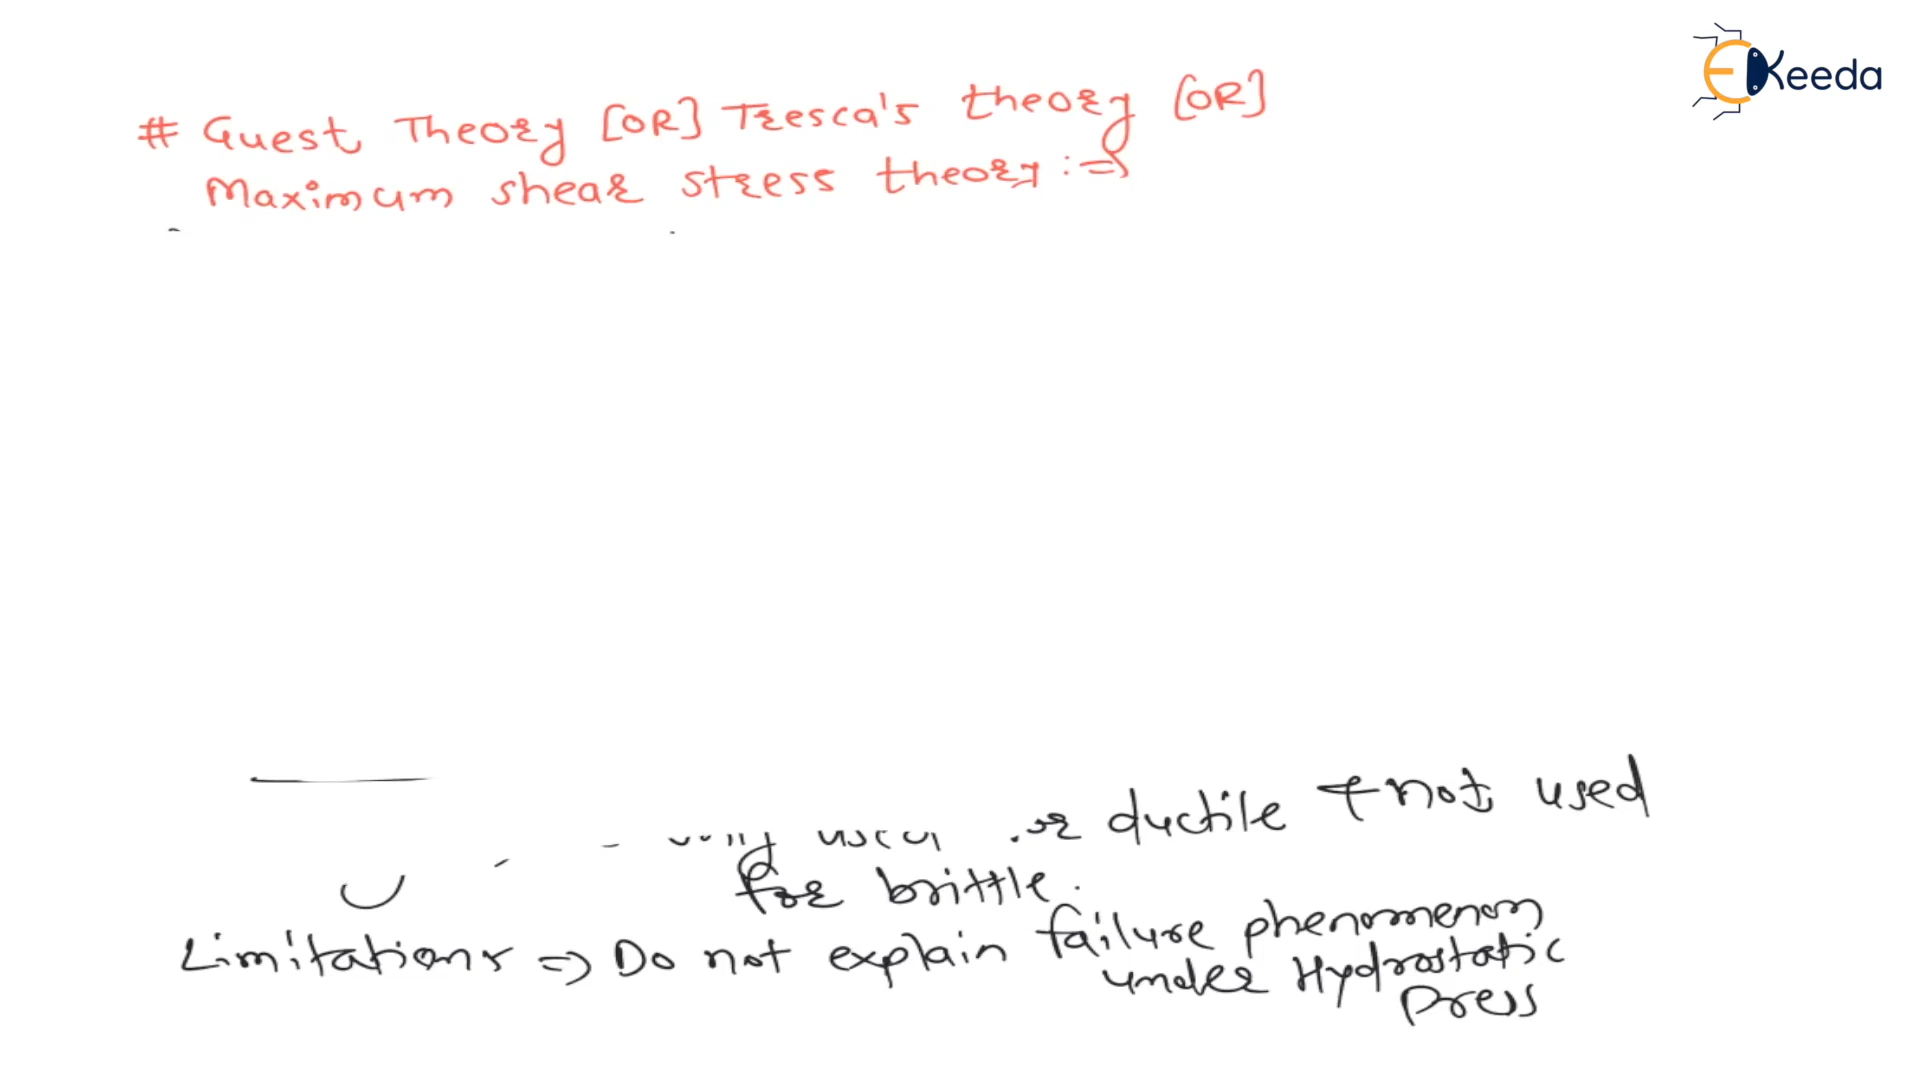 EKeeda
# Guest Theory [OR] Tresca's theory [OR]
Maximum shear stress theory :⇒
ductile & not used
for brittle.
Limitations ⇒ Do not explain failure phenomenon
under Hydrostatic
Press